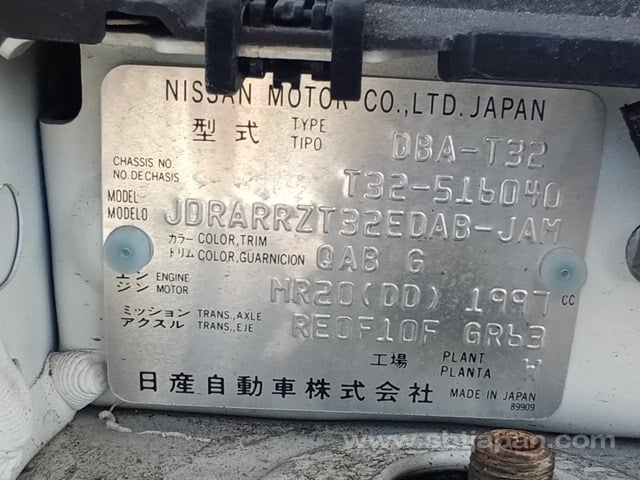 NISSAN MOTOR CO.,LTD.JAPAN
型式 TYPE TIPO DBA-T32
CHASSIS NO. NO.DE CHASIS T32-516040
MODEL MODELO JDRARRZT32EDAB-JAM
カラー COLOR,TRIM
トリム COLOR,GUARNICION QAB G
エン ENGINE
ジン MOTOR MR20(DD) 1997 CC
ミッション TRANS.,AXLE
アクスル TRANS.,EJE RE0F10F GR63
工場 PLANT PLANTA W
日産自動車株式会社 MADE IN JAPAN
89909
www.sbtjapan.com